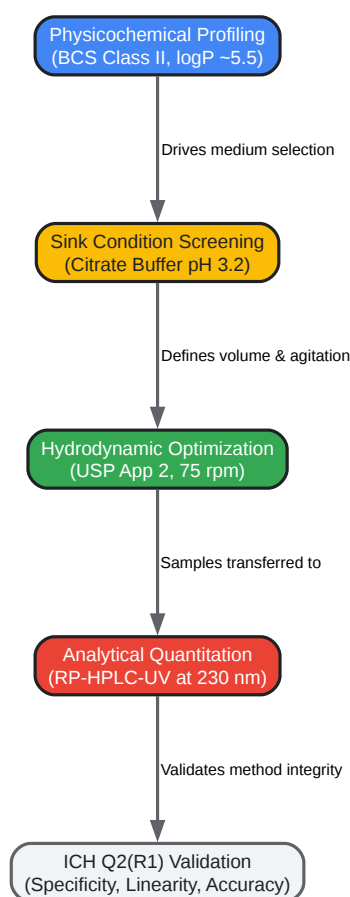 Physicochemical Profiling
(BCS Class II, logP ~5.5)
Drives medium selection
Sink Condition Screening
(Citrate Buffer pH 3.2)
Defines volume & agitation
Hydrodynamic Optimization
(USP App 2, 75 rpm)
Samples transferred to
Analytical Quantitation
(RP-HPLC-UV at 230 nm)
Validates method integrity
ICH Q2(R1) Validation
(Specificity, Linearity, Accuracy)